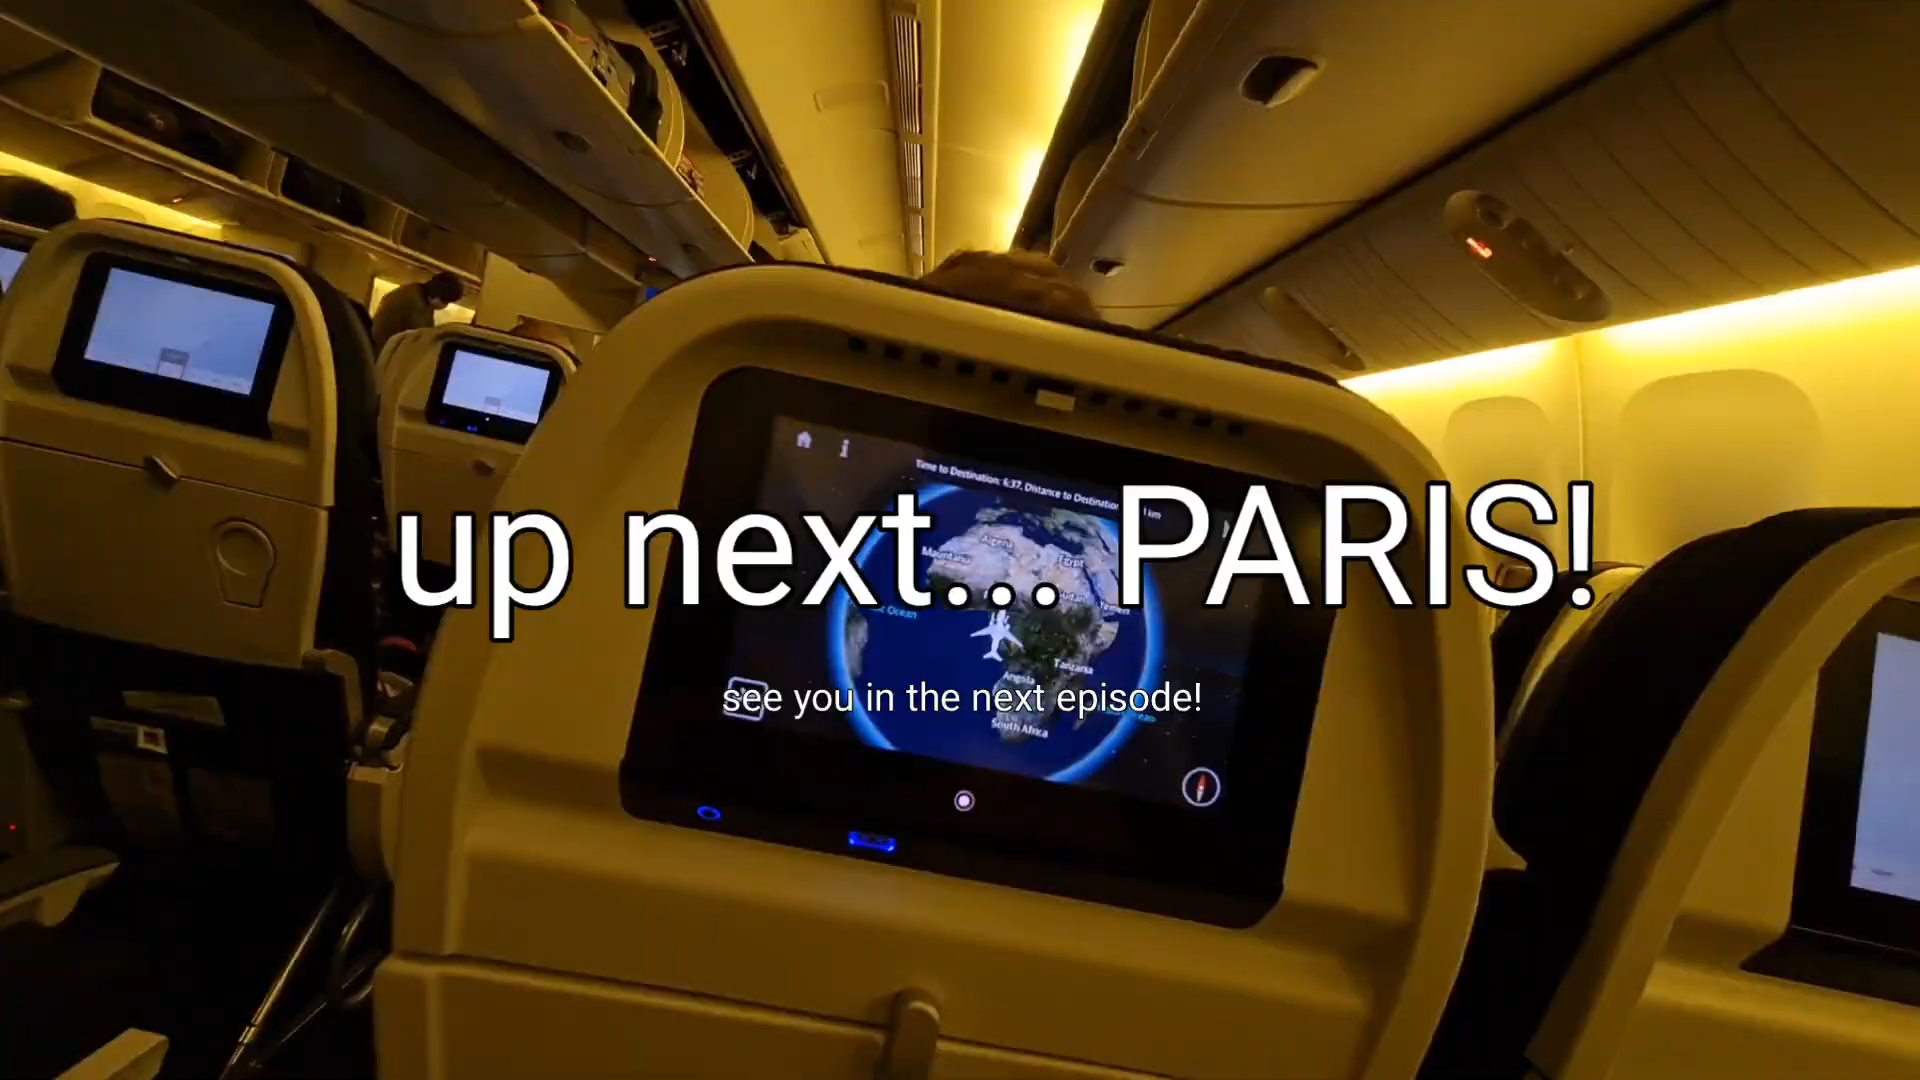 Time to Destination: 6:37, Distance to Destination
km
Algeria
Mauritania
Egypt
Sudan
Yemen
up next... PARIS!
Ocean
Tanzania
Angola
see you in the next episode!
South Africa